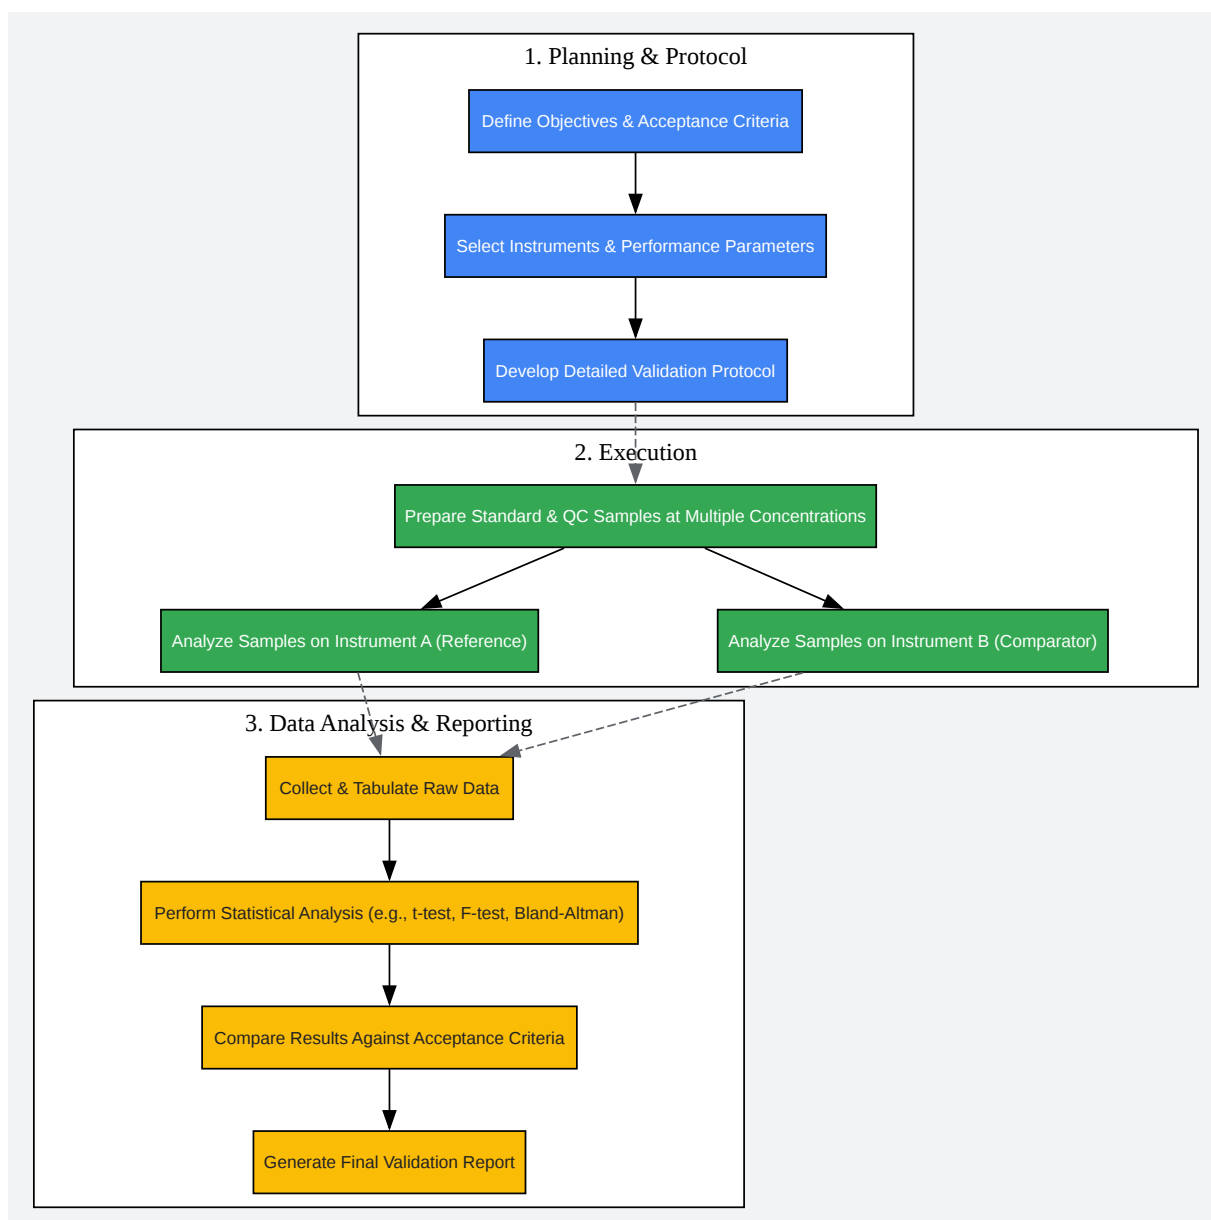 1. Planning & Protocol
Define Objectives & Acceptance Criteria
Select Instruments & Performance Parameters
Develop Detailed Validation Protocol
2. Execution
Prepare Standard & QC Samples at Multiple Concentrations
Analyze Samples on Instrument A (Reference)
Analyze Samples on Instrument B (Comparator)
3. Data Analysis & Reporting
Collect & Tabulate Raw Data
Perform Statistical Analysis (e.g., t-test, F-test, Bland-Altman)
Compare Results Against Acceptance Criteria
Generate Final Validation Report